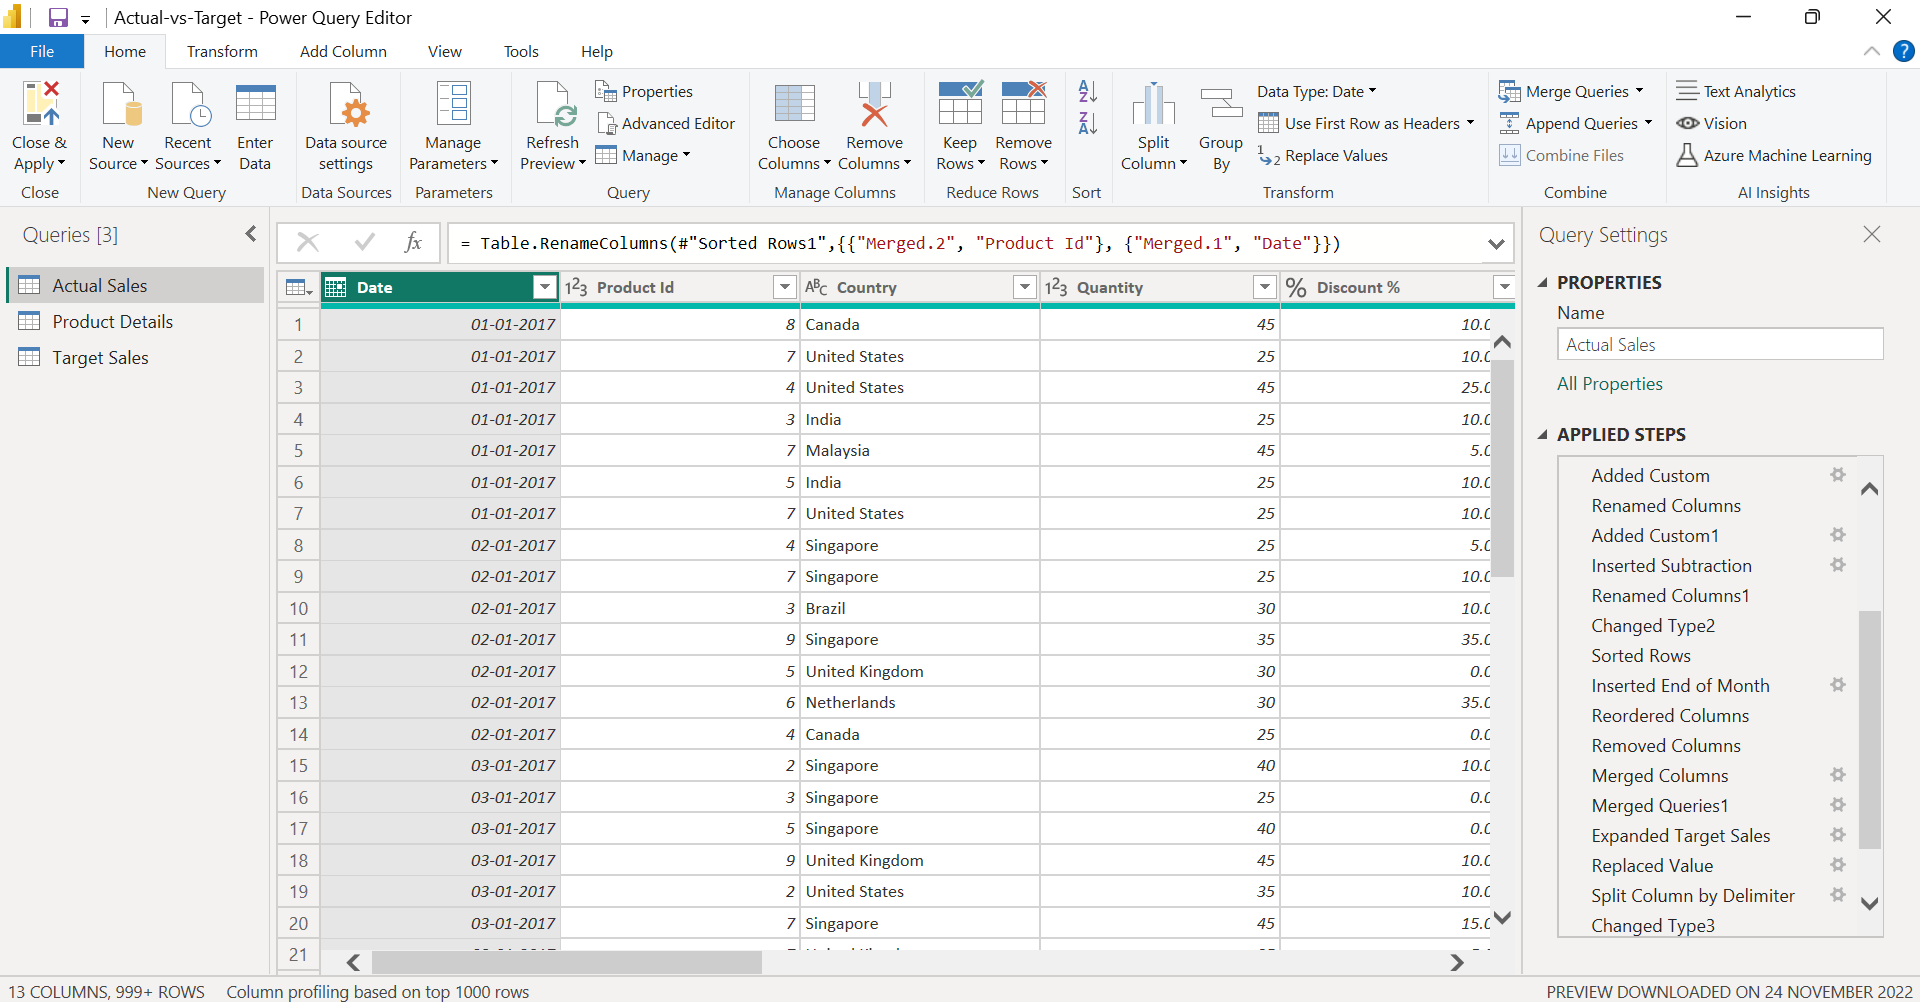 Actual-vs-Target - Power Query Editor
File Home Transform Add Column View Tools Help
Close & Apply
Close
New Source
Recent Sources
Enter Data
New Query
Data source settings
Data Sources
Manage Parameters
Parameters
Refresh Preview
Properties
Advanced Editor
Manage
Query
Choose Columns
Remove Columns
Manage Columns
Keep Rows
Remove Rows
Reduce Rows
Sort
Split Column
Group By
Data Type: Date
Use First Row as Headers
Replace Values
Transform
Merge Queries
Append Queries
Combine Files
Combine
Text Analytics
Vision
Azure Machine Learning
AI Insights
Queries [3]
Actual Sales
Product Details
Target Sales
fx = Table.RenameColumns(#"Sorted Rows1",{{"Merged.2", "Product Id"}, {"Merged.1", "Date"}})
Date Product Id Country Quantity Discount %
1 01-01-2017 8 Canada 45 10.0
2 01-01-2017 7 United States 25 10.0
3 01-01-2017 4 United States 45 25.0
4 01-01-2017 3 India 25 10.0
5 01-01-2017 7 Malaysia 45 5.0
6 01-01-2017 5 India 25 10.0
7 01-01-2017 7 United States 25 10.0
8 02-01-2017 4 Singapore 25 5.0
9 02-01-2017 7 Singapore 25 10.0
10 02-01-2017 3 Brazil 30 10.0
11 02-01-2017 9 Singapore 35 35.0
12 02-01-2017 5 United Kingdom 30 0.0
13 02-01-2017 6 Netherlands 30 35.0
14 02-01-2017 4 Canada 25 0.0
15 03-01-2017 2 Singapore 40 10.0
16 03-01-2017 3 Singapore 25 0.0
17 03-01-2017 5 Singapore 40 0.0
18 03-01-2017 9 United Kingdom 45 10.0
19 03-01-2017 2 United States 35 10.0
20 03-01-2017 7 Singapore 45 15.0
21
Query Settings
PROPERTIES
Name
Actual Sales
All Properties
APPLIED STEPS
Added Custom
Renamed Columns
Added Custom1
Inserted Subtraction
Renamed Columns1
Changed Type2
Sorted Rows
Inserted End of Month
Reordered Columns
Removed Columns
Merged Columns
Merged Queries1
Expanded Target Sales
Replaced Value
Split Column by Delimiter
Changed Type3
13 COLUMNS, 999+ ROWS Column profiling based on top 1000 rows
PREVIEW DOWNLOADED ON 24 NOVEMBER 2022